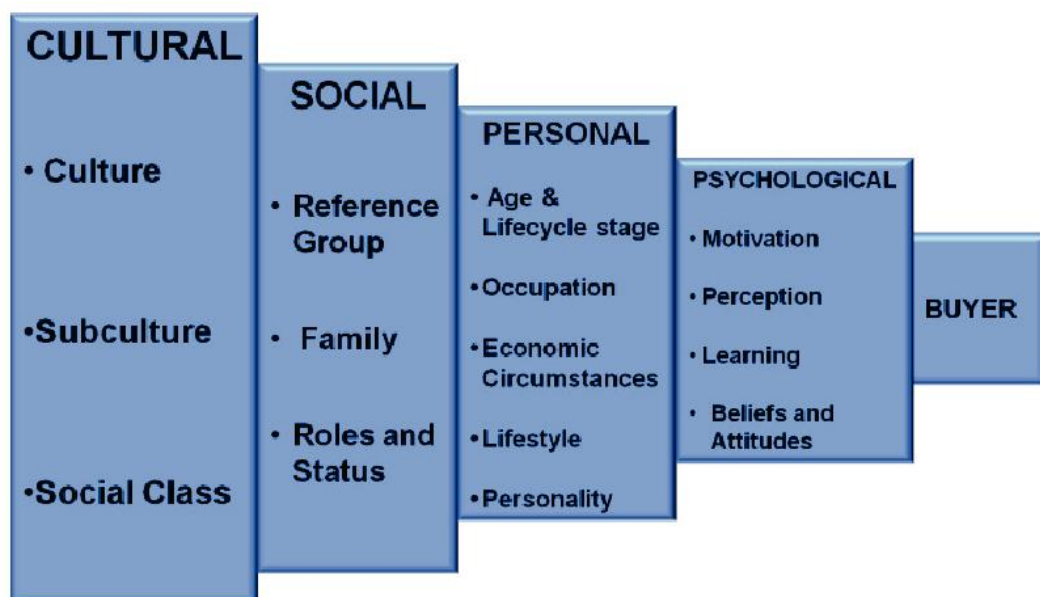 CULTURAL
• Culture
•Subculture
•Social Class
SOCIAL
• Reference
Group
• Family
• Roles and
Status
PERSONAL
• Age &
Lifecycle stage
•Occupation
•Economic
Circumstances
•Lifestyle
•Personality
PSYCHOLOGICAL
• Motivation
• Perception
• Learning
• Beliefs and
Attitudes
BUYER